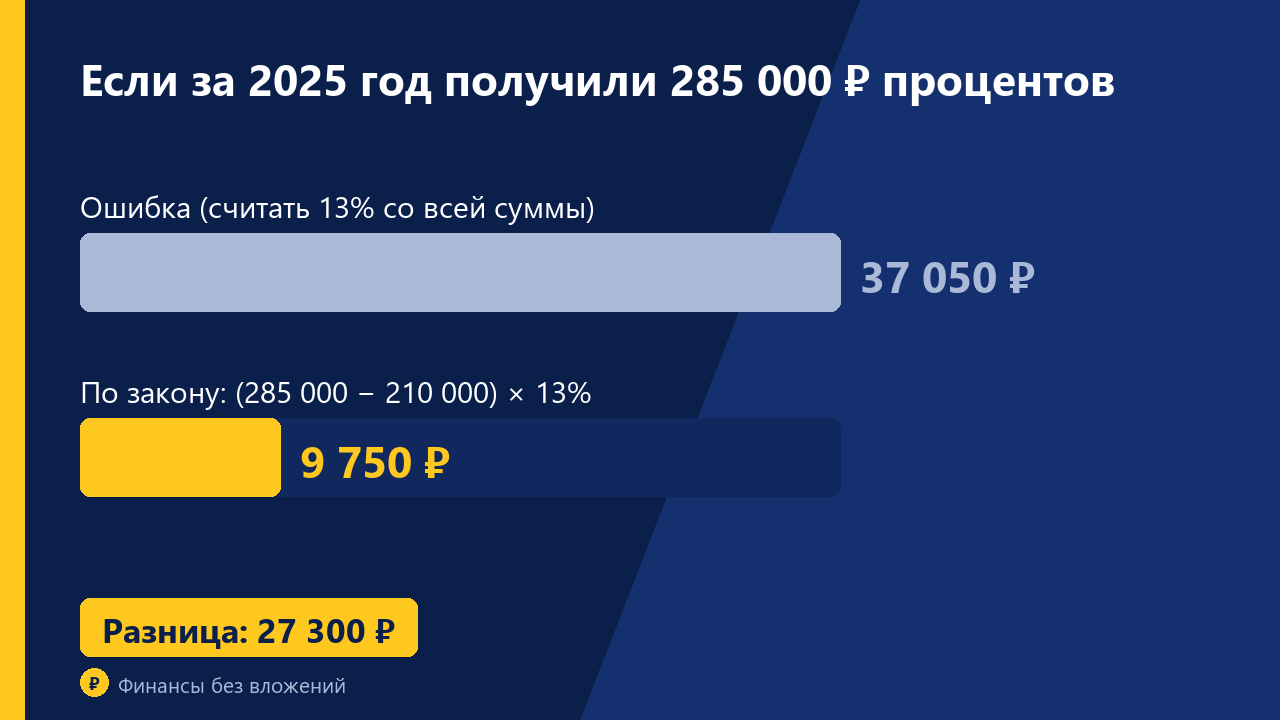 Если за 2025 год получили 285 000 ₽ процентов
Ошибка (считать 13% со всей суммы)
37 050 ₽
По закону: (285 000 − 210 000) × 13%
9 750 ₽
Разница: 27 300 ₽
₽ Финансы без вложений